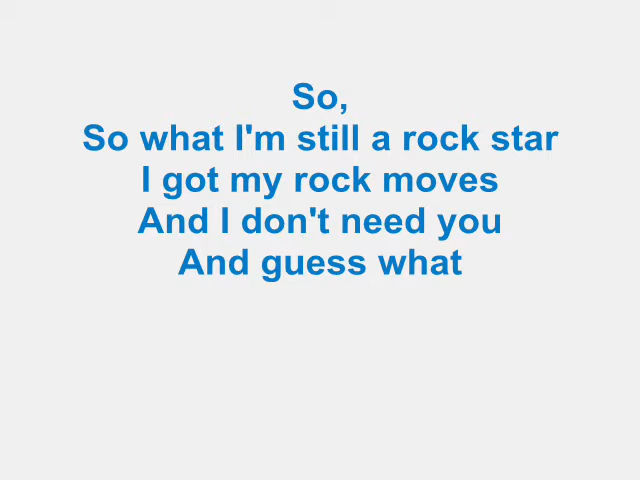 So,
So what I'm still a rock star
I got my rock moves
And I don't need you
And guess what